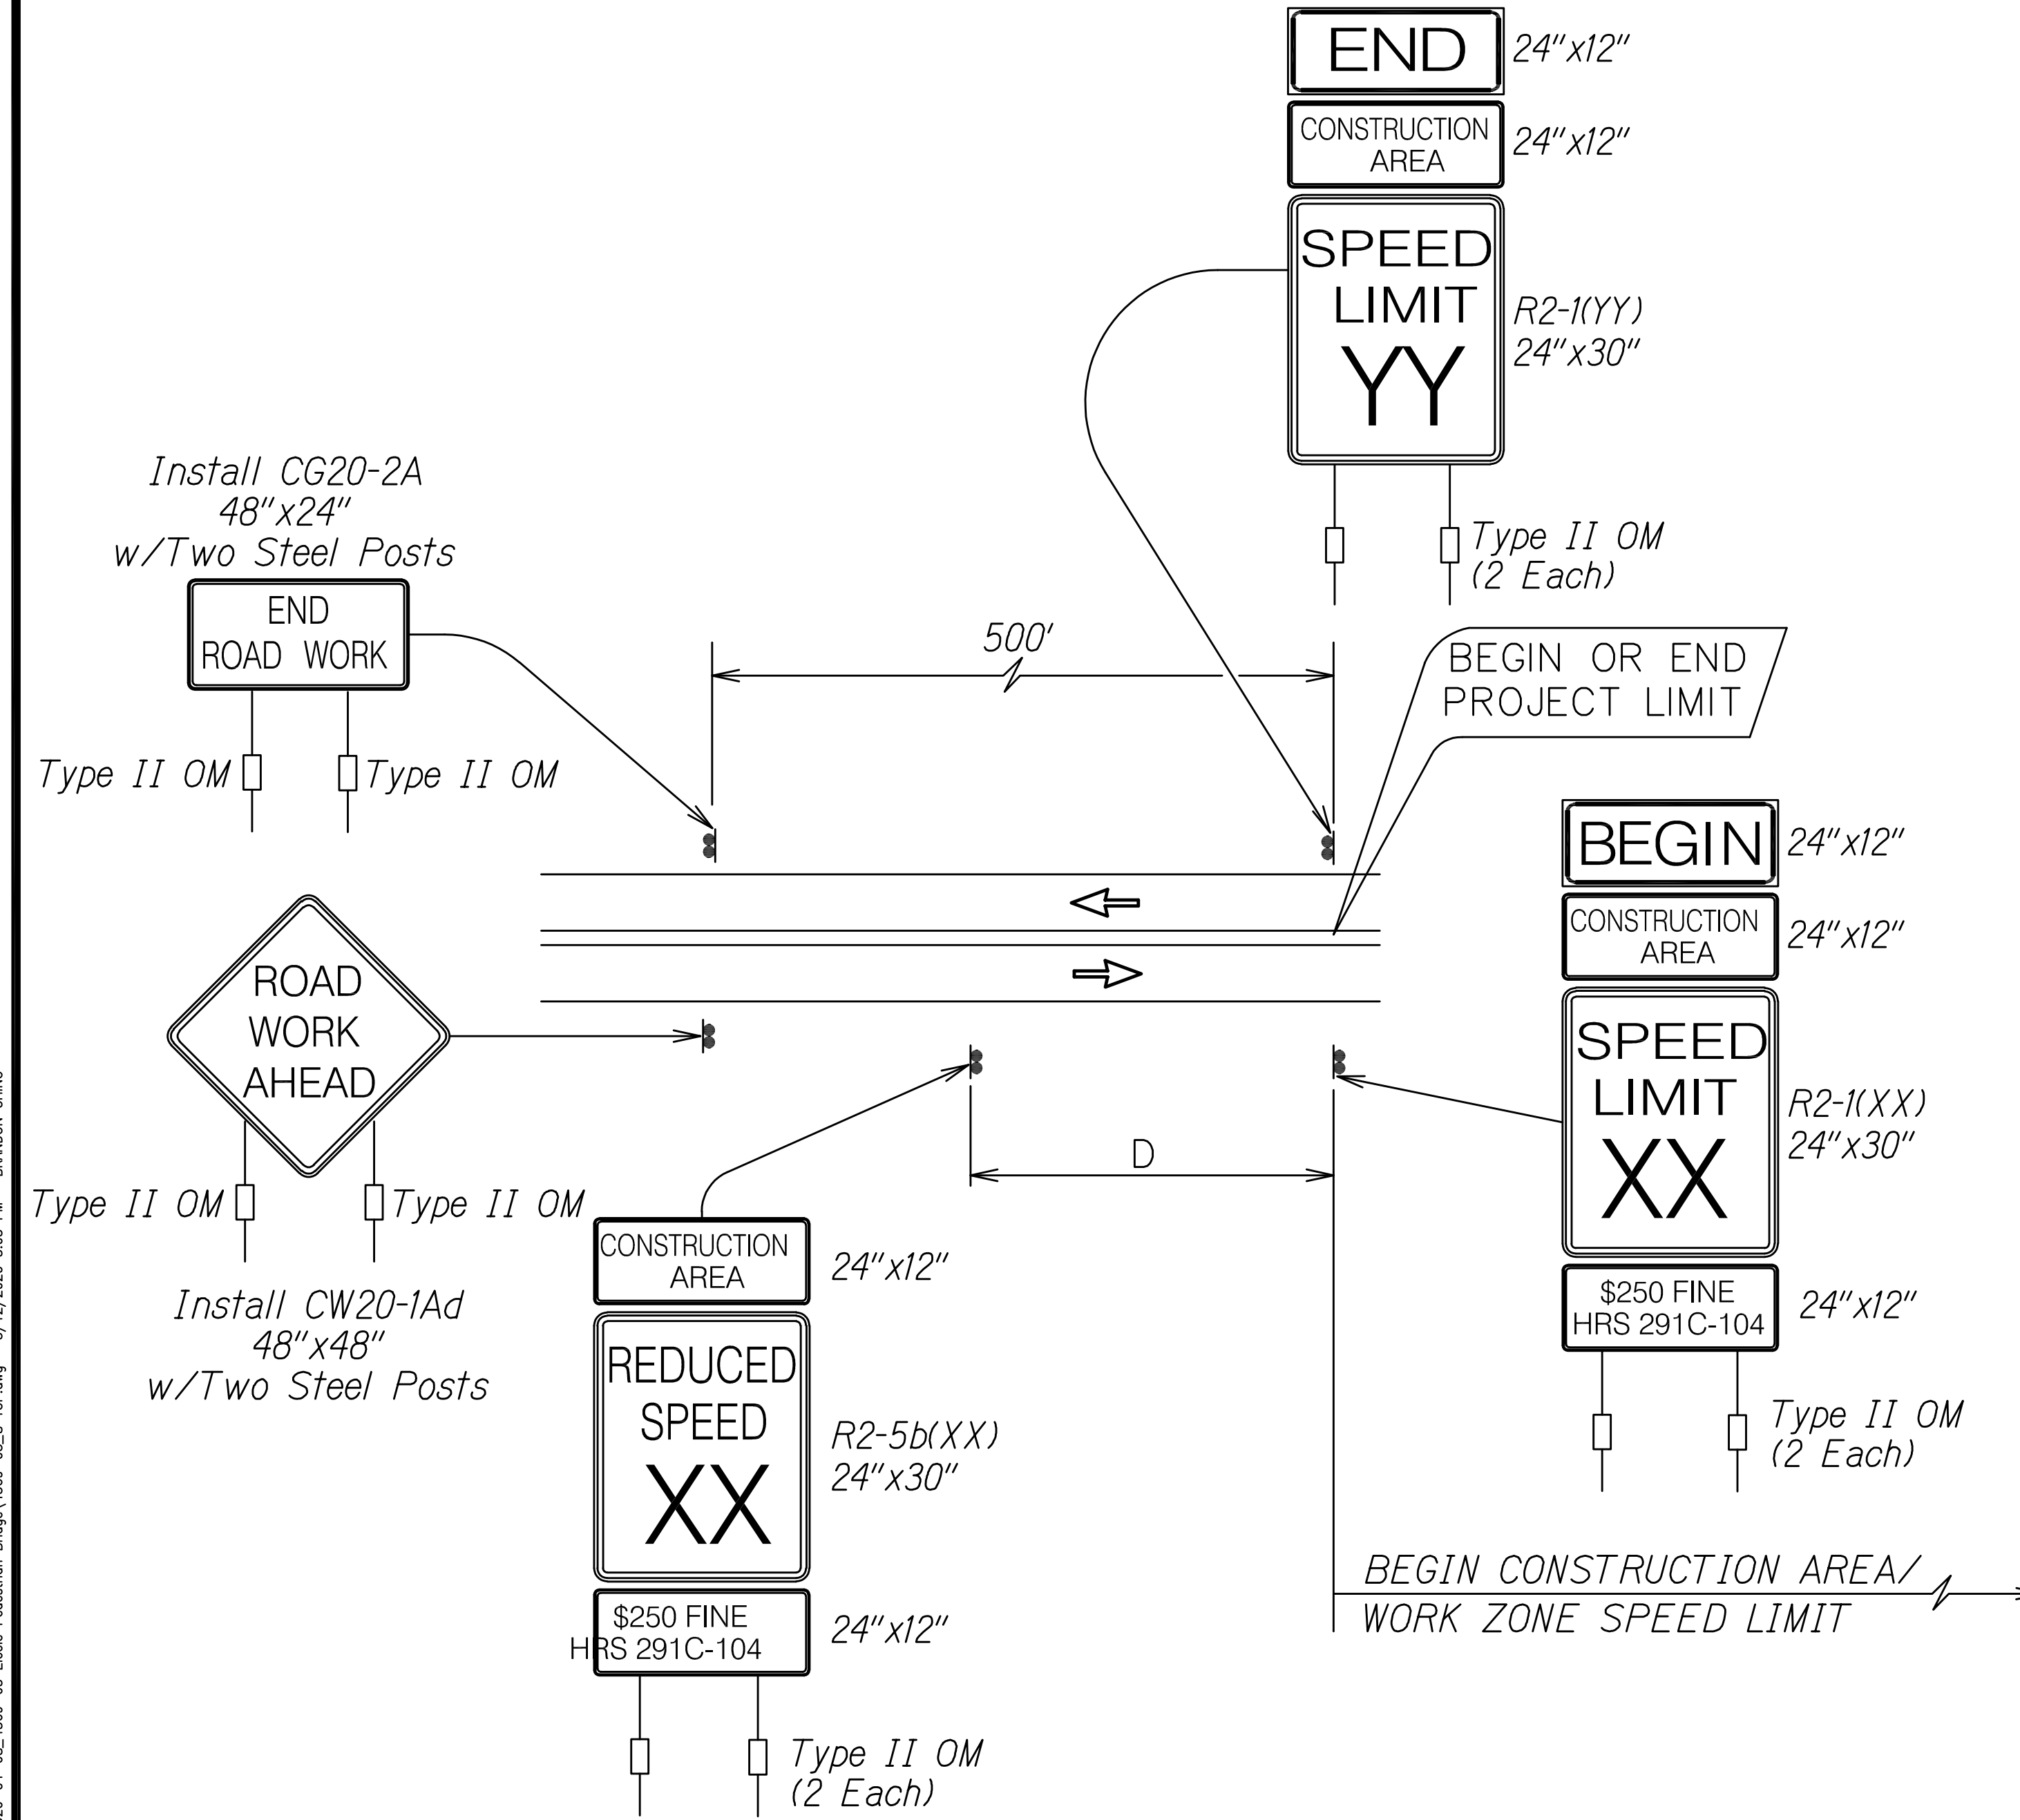 END
24"x12"
CONSTRUCTION
AREA
24"x12"
SPEED
LIMIT
YY
R2-1(YY)
24"x30"
Type II OM
(2 Each)
Install CG20-2A
48"x24"
w/Two Steel Posts
END
ROAD WORK
Type II OM
Type II OM
500'
BEGIN OR END
PROJECT LIMIT
BEGIN
24"x12"
CONSTRUCTION
AREA
24"x12"
SPEED
LIMIT
XX
R2-1(XX)
24"x30"
$250 FINE
HRS 291C-104
24"x12"
Type II OM
(2 Each)
ROAD
WORK
AHEAD
Type II OM
Type II OM
Install CW20-1Ad
48"x48"
w/Two Steel Posts
D
CONSTRUCTION
AREA
24"x12"
REDUCED
SPEED
XX
R2-5b(XX)
24"x30"
$250 FINE
HRS 291C-104
24"x12"
Type II OM
(2 Each)
BEGIN CONSTRUCTION AREA/
WORK ZONE SPEED LIMIT